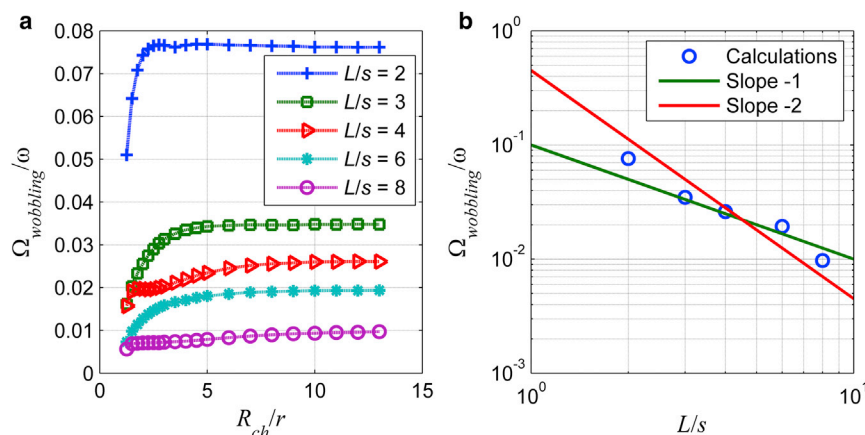 a
0.08
0.07
0.06
0.05
0.04
0.03
0.02
0.01
0
Ω_wobbling/ω
L/s = 2
L/s = 3
L/s = 4
L/s = 6
L/s = 8
0 5 10 15
R_ch/r
b
10^0
10^-1
10^-2
10^-3
Ω_wobbling/ω
Calculations
Slope -1
Slope -2
10^0 10^1
L/s